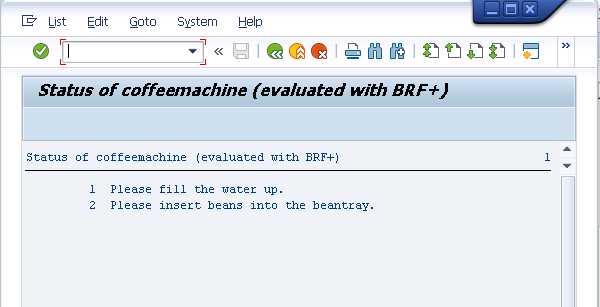 List Edit Goto System Help
«
»
Status of coffeemachine (evaluated with BRF+)
Status of coffeemachine (evaluated with BRF+) 1
1 Please fill the water up.
2 Please insert beans into the beantray.